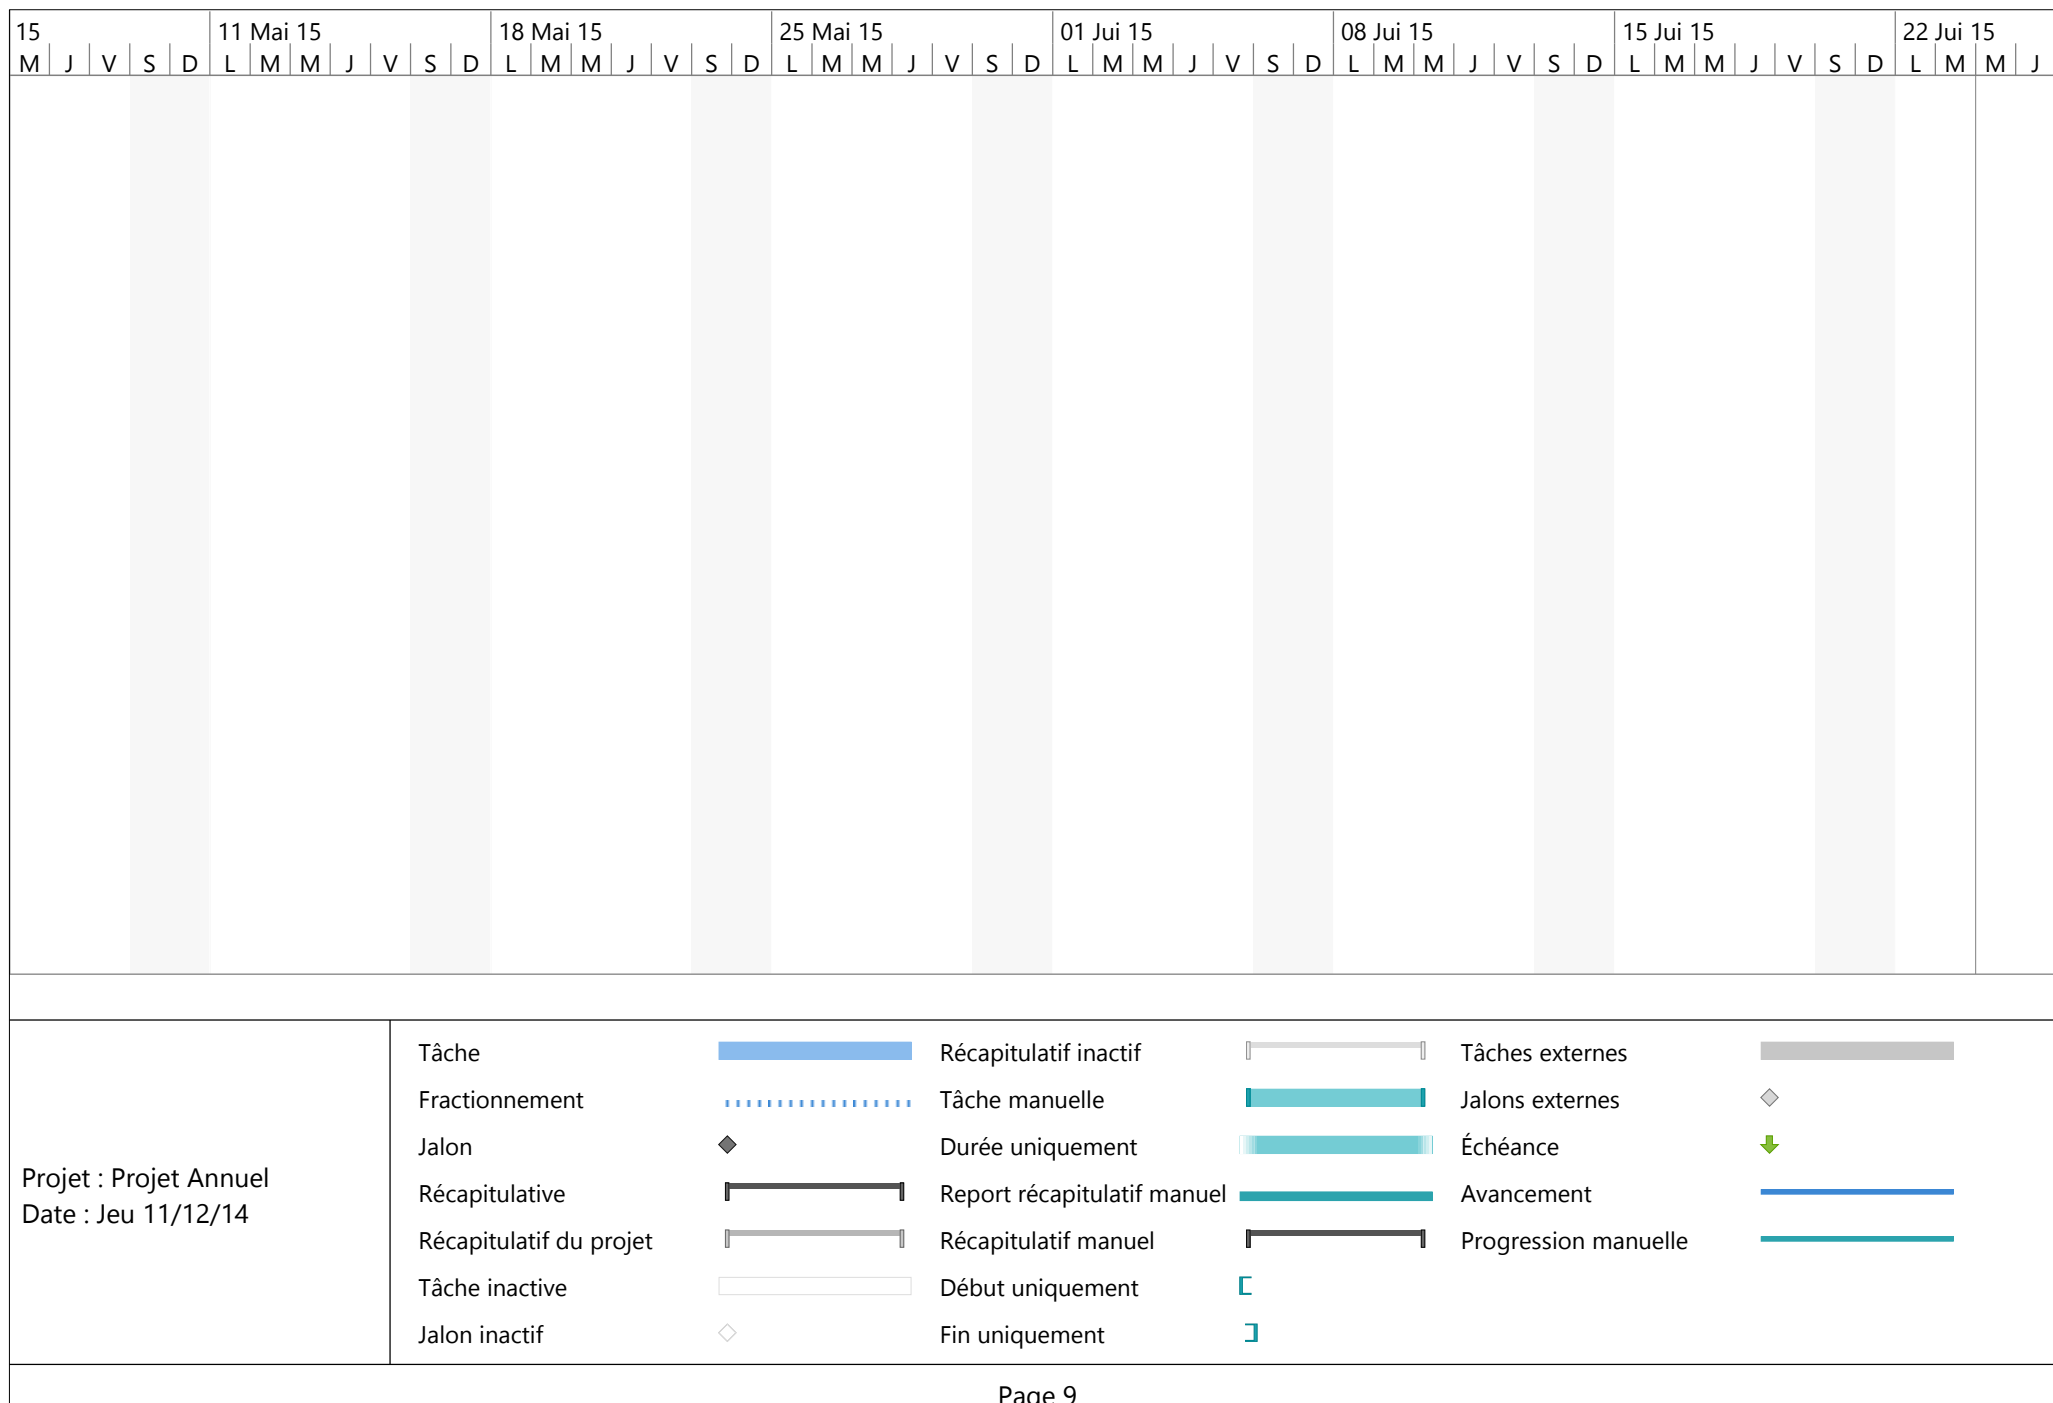 15 11 Mai 15 18 Mai 15 25 Mai 15 01 Jui 15 08 Jui 15 15 Jui 15 22 Jui 15
M J V S D L M M J V S D L M M J V S D L M M J V S D L M M J V S D L M M J V S D L M M J V S D L M M J
Tâche Récapitulatif inactif Tâches externes
Fractionnement Tâche manuelle Jalons externes
Jalon Durée uniquement Échéance
Projet : Projet Annuel
Date : Jeu 11/12/14
Récapitulative Report récapitulatif manuel Avancement
Récapitulatif du projet Récapitulatif manuel Progression manuelle
Tâche inactive Début uniquement
Jalon inactif Fin uniquement
Page 9